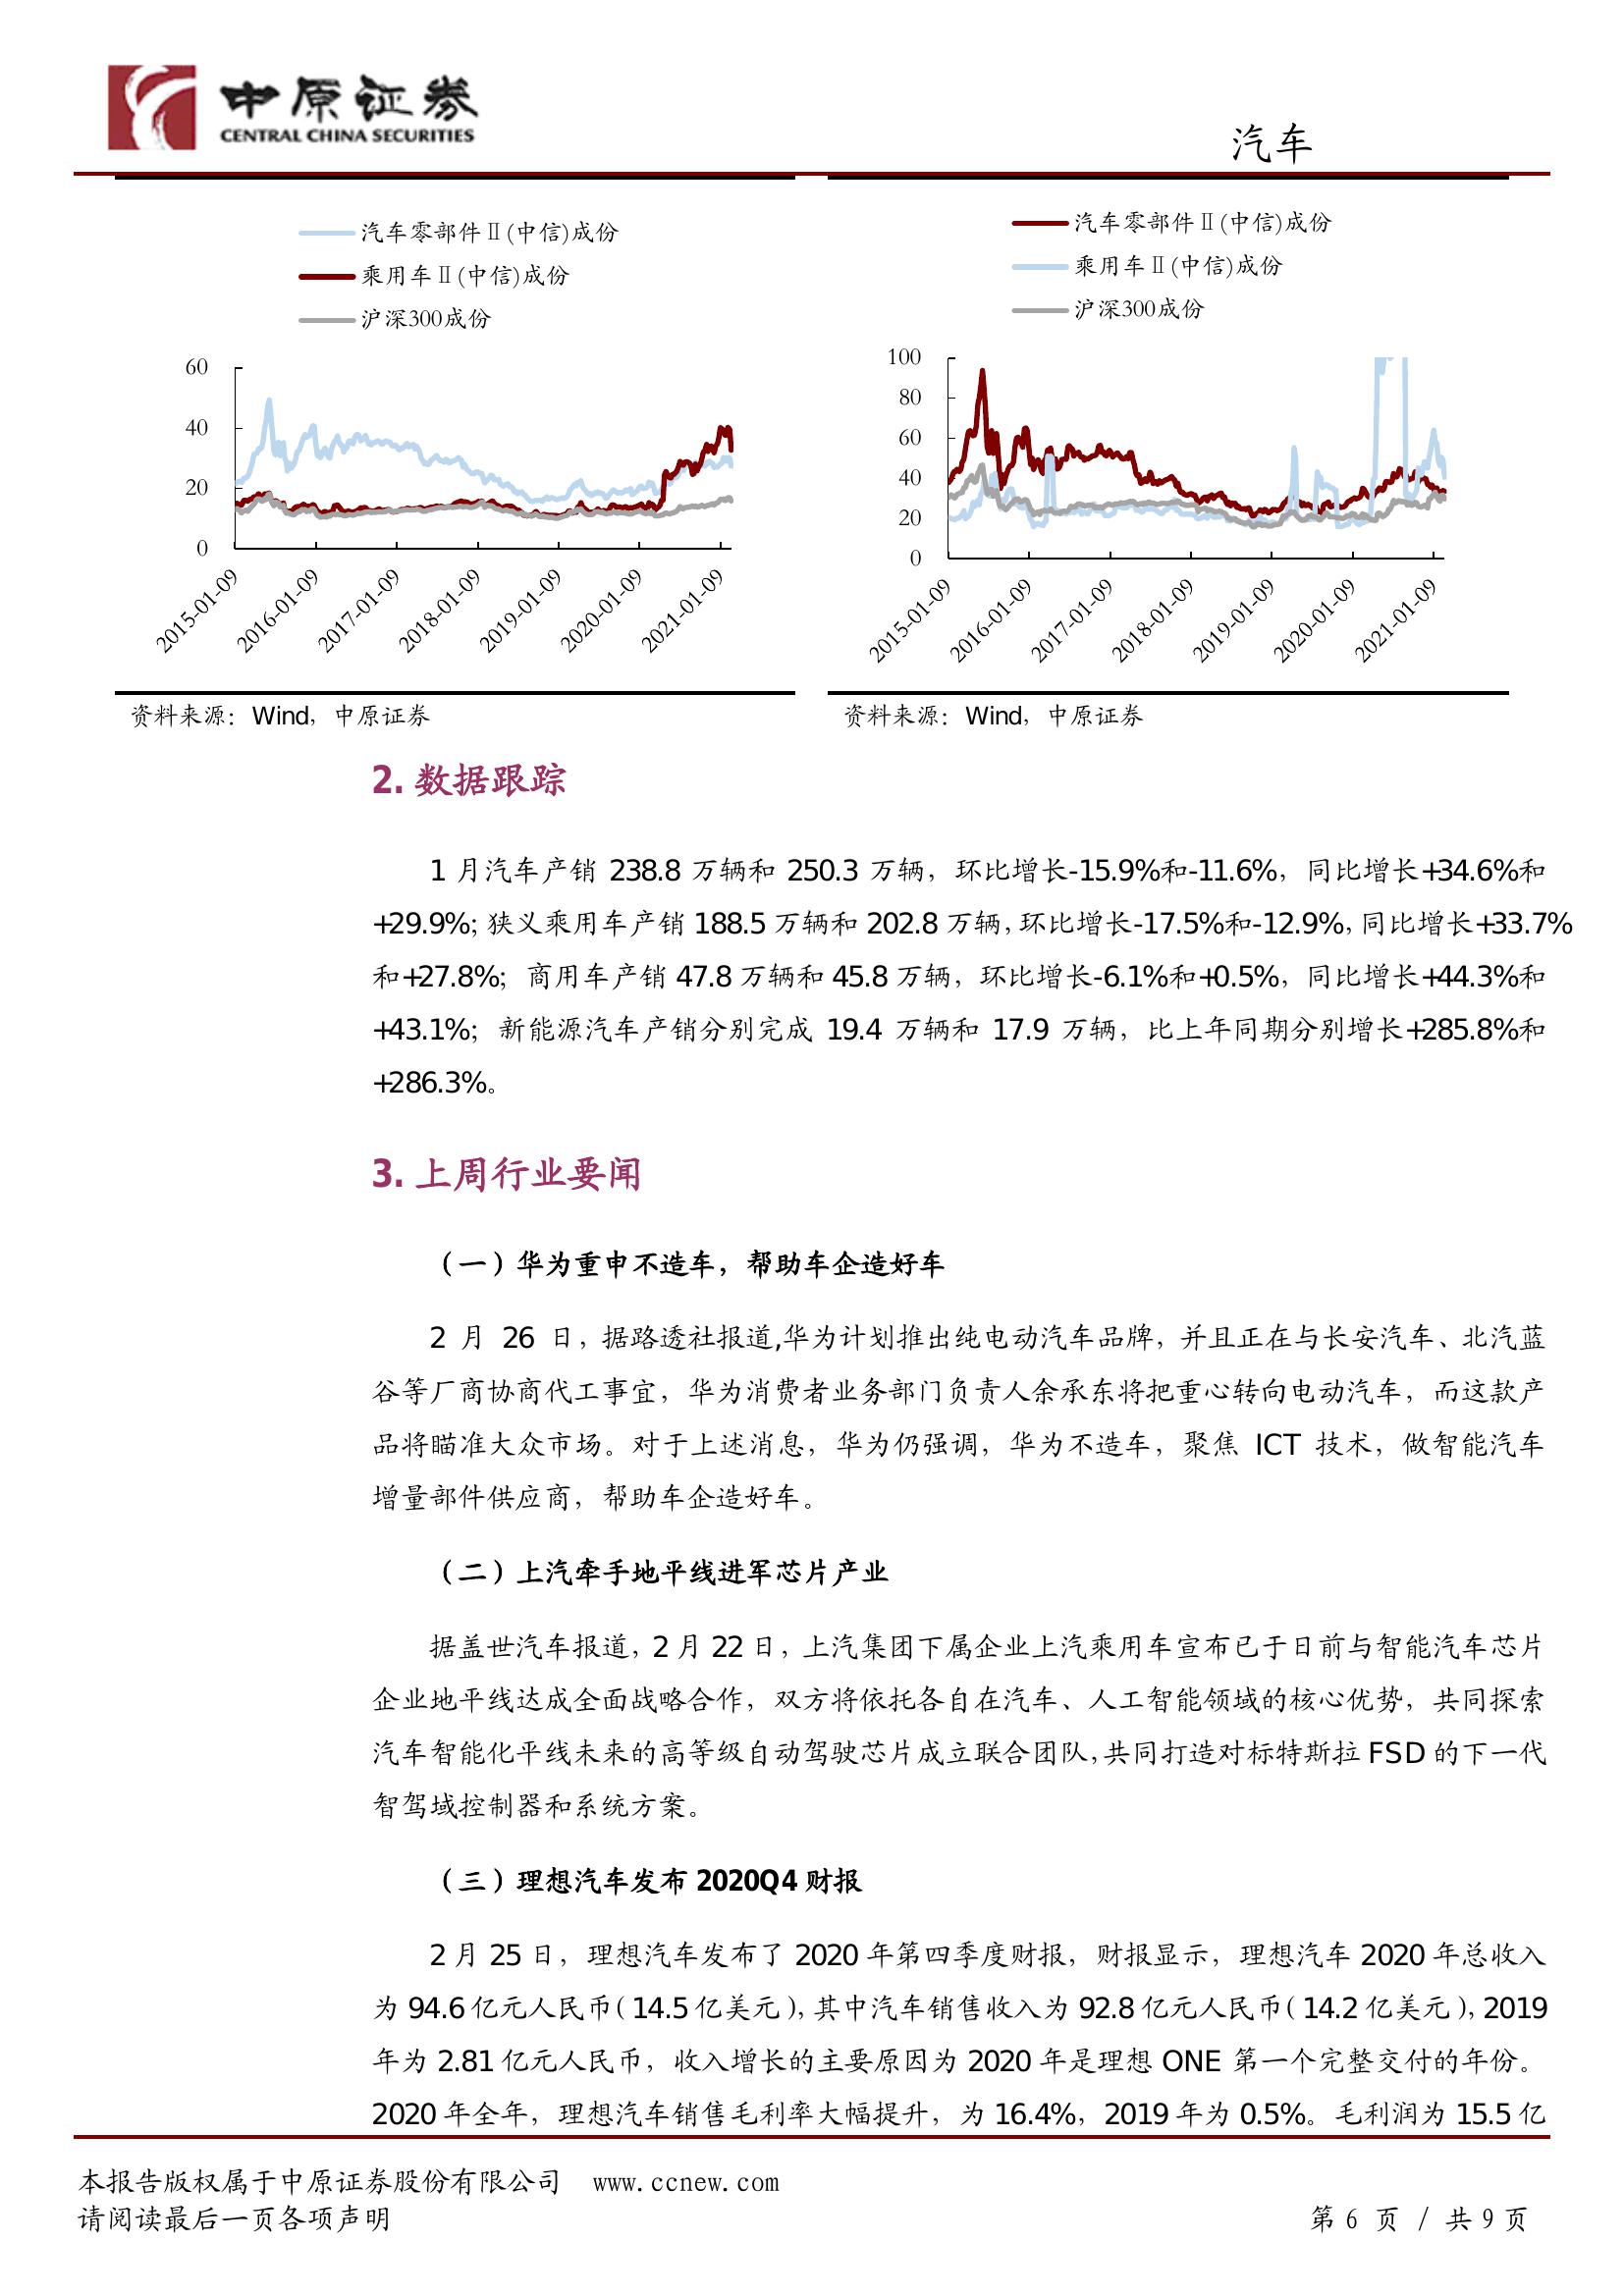 中原证券
CENTRAL CHINA SECURITIES
汽车
汽车零部件Ⅱ(中信)成份
乘用车Ⅱ(中信)成份
沪深300成份
60
40
20
0
2015-01-09
2016-01-09
2017-01-09
2018-01-09
2019-01-09
2020-01-09
2021-01-09
资料来源：Wind，中原证券
汽车零部件Ⅱ(中信)成份
乘用车Ⅱ(中信)成份
沪深300成份
100
80
60
40
20
0
2015-01-09
2016-01-09
2017-01-09
2018-01-09
2019-01-09
2020-01-09
2021-01-09
资料来源：Wind，中原证券
2. 数据跟踪
1 月汽车产销 238.8 万辆和 250.3 万辆，环比增长-15.9%和-11.6%，同比增长+34.6%和
+29.9%；狭义乘用车产销 188.5 万辆和 202.8 万辆，环比增长-17.5%和-12.9%，同比增长+33.7%
和+27.8%；商用车产销 47.8 万辆和 45.8 万辆，环比增长-6.1%和+0.5%，同比增长+44.3%和
+43.1%；新能源汽车产销分别完成 19.4 万辆和 17.9 万辆，比上年同期分别增长+285.8%和
+286.3%。
3. 上周行业要闻
（一）华为重申不造车，帮助车企造好车
2 月 26 日，据路透社报道,华为计划推出纯电动汽车品牌，并且正在与长安汽车、北汽蓝
谷等厂商协商代工事宜，华为消费者业务部门负责人余承东将把重心转向电动汽车，而这款产
品将瞄准大众市场。对于上述消息，华为仍强调，华为不造车，聚焦 ICT 技术，做智能汽车
增量部件供应商，帮助车企造好车。
（二）上汽牵手地平线进军芯片产业
据盖世汽车报道，2 月 22 日，上汽集团下属企业上汽乘用车宣布已于日前与智能汽车芯片
企业地平线达成全面战略合作，双方将依托各自在汽车、人工智能领域的核心优势，共同探索
汽车智能化平线未来的高等级自动驾驶芯片成立联合团队，共同打造对标特斯拉 FSD 的下一代
智驾域控制器和系统方案。
（三）理想汽车发布 2020Q4 财报
2 月 25 日，理想汽车发布了 2020 年第四季度财报，财报显示，理想汽车 2020 年总收入
为 94.6 亿元人民币（14.5 亿美元），其中汽车销售收入为 92.8 亿元人民币（14.2 亿美元），2019
年为 2.81 亿元人民币，收入增长的主要原因为 2020 年是理想 ONE 第一个完整交付的年份。
2020 年全年，理想汽车销售毛利率大幅提升，为 16.4%，2019 年为 0.5%。毛利润为 15.5 亿
本报告版权属于中原证券股份有限公司 www.ccnew.com
请阅读最后一页各项声明
第 6 页 / 共 9 页